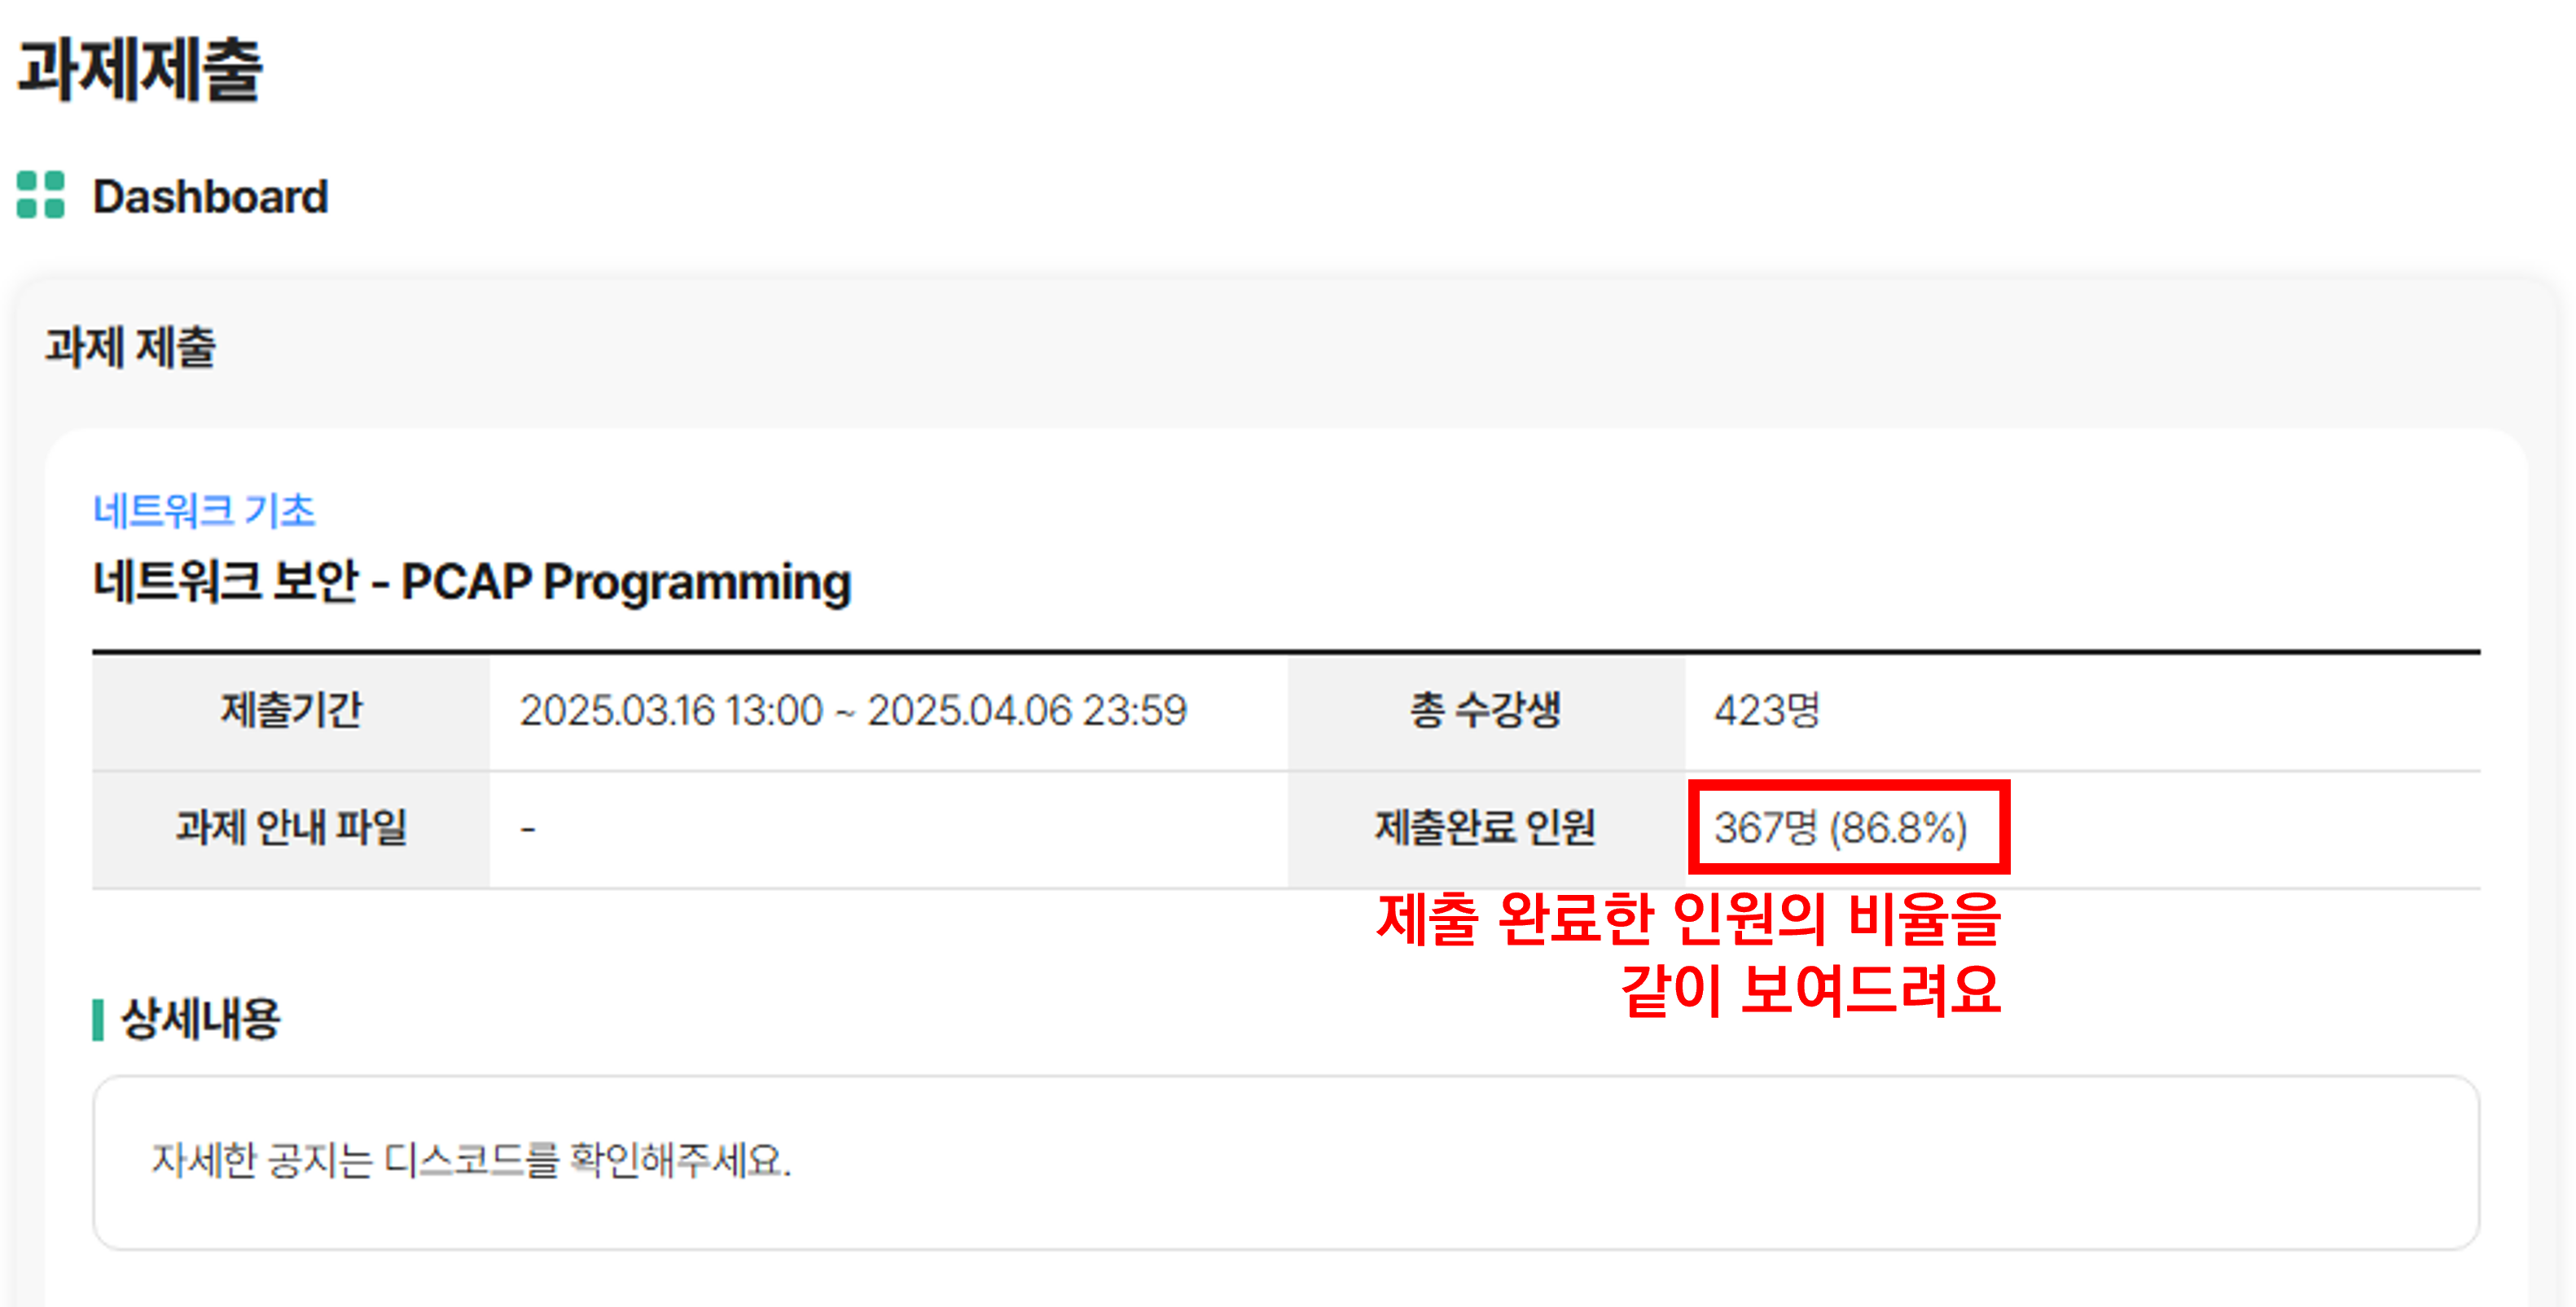 과제제출
Dashboard
과제 제출
네트워크 기초
네트워크 보안 - PCAP Programming
제출기간 2025.03.16 13:00 ~ 2025.04.06 23:59 총 수강생 423명
과제 안내 파일 - 제출완료 인원 367명 (86.8%)
제출 완료한 인원의 비율을
같이 보여드려요
상세내용
자세한 공지는 디스코드를 확인해주세요.